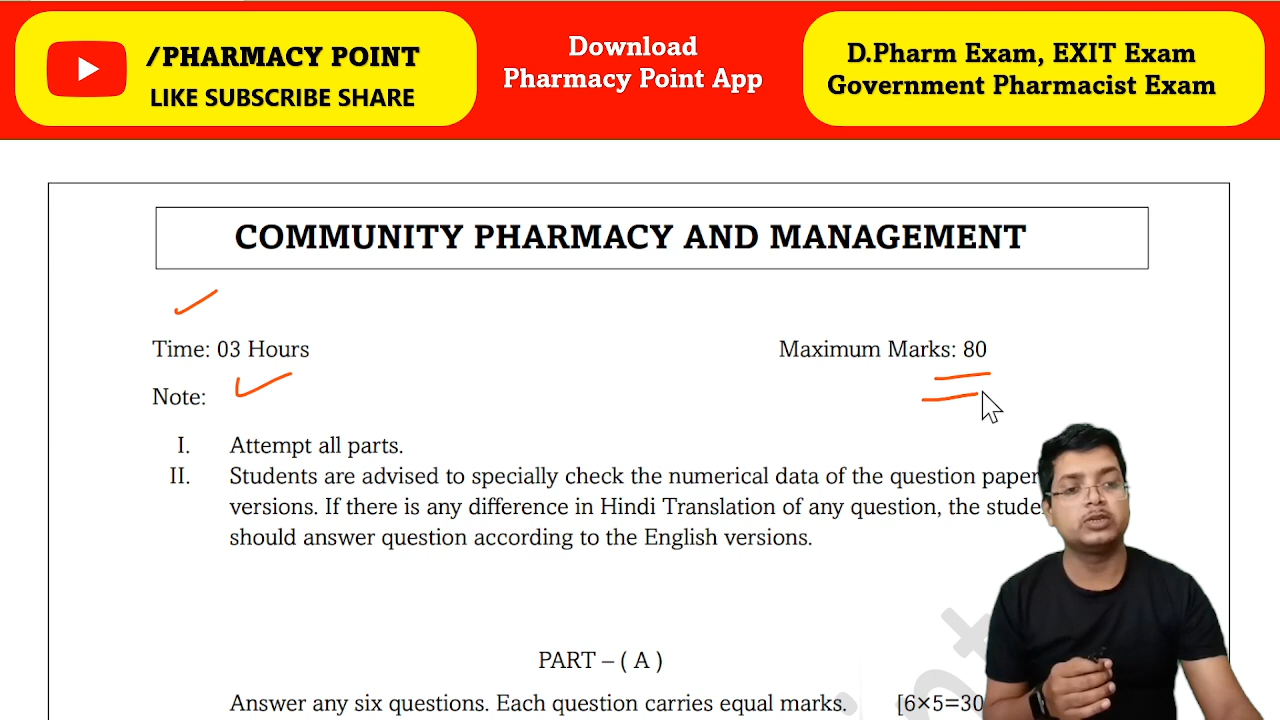 /PHARMACY POINT
LIKE SUBSCRIBE SHARE
Download
Pharmacy Point App
D.Pharm Exam, EXIT Exam
Government Pharmacist Exam
COMMUNITY PHARMACY AND MANAGEMENT
Time: 03 Hours
Maximum Marks: 80
Note:
I. Attempt all parts.
II. Students are advised to specially check the numerical data of the question paper
versions. If there is any difference in Hindi Translation of any question, the
should answer question according to the English versions.
PART – ( A )
Answer any six questions. Each question carries equal marks. [6×5=30